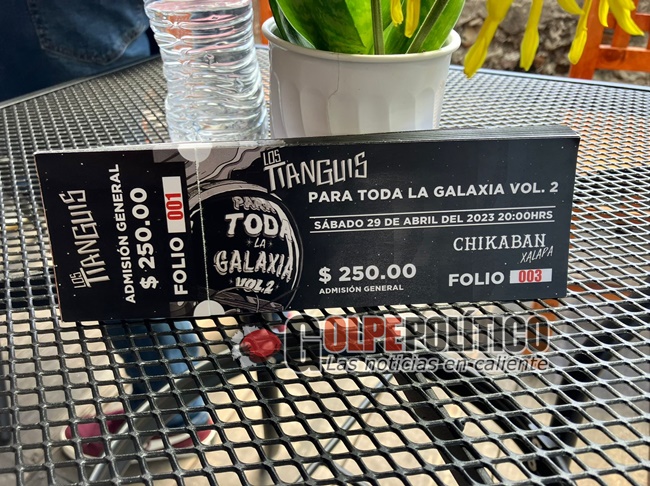 LOS TIANGUIS
ADMISIÓN GENERAL
$ 250.00
FOLIO 001
PARA
TODA
LA
GALAXIA
VOL.2
LOS TIANGUIS
PARA TODA LA GALAXIA VOL. 2
SÁBADO 29 DE ABRIL DEL 2023 20:00HRS
CHIKABAN
XALAPA
$ 250.00
ADMISIÓN GENERAL
FOLIO 003
GOLPEPOLÍTICO
Las noticias en caliente